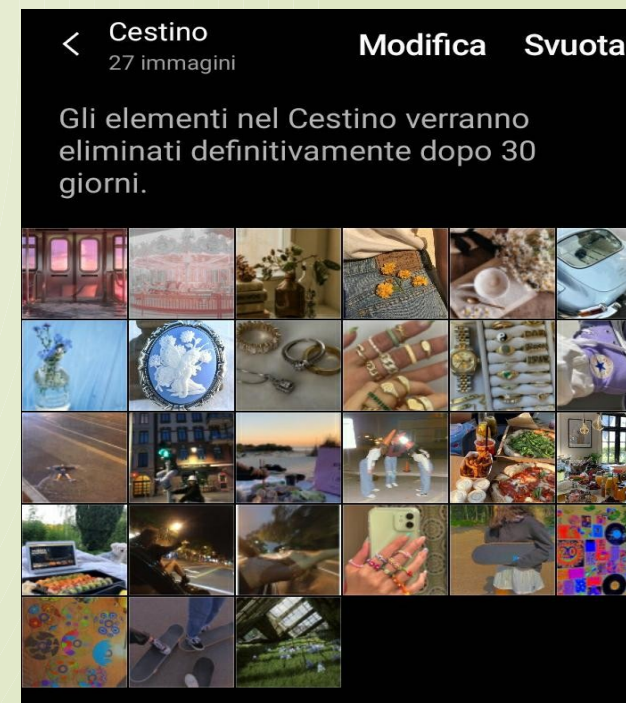 Cestino
27 immagini
Modifica Svuota
Gli elementi nel Cestino verranno
eliminati definitivamente dopo 30
giorni.